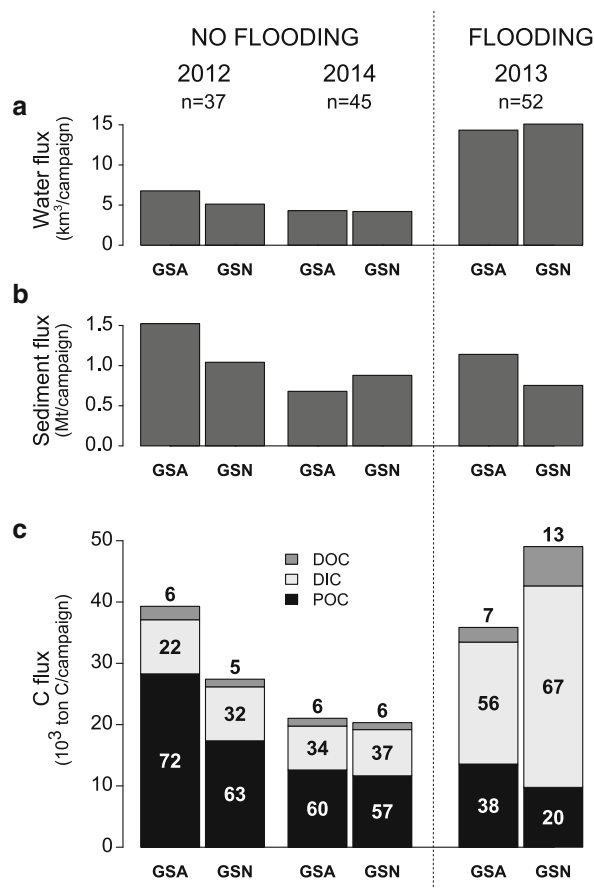 NO FLOODING FLOODING
2012 2014 2013
n=37 n=45 n=52
a
Water flux
(km³/campaign)
15
10
5
0
GSA GSN GSA GSN GSA GSN
b
Sediment flux
(Mt/campaign)
1.5
1.0
0.5
0.0
GSA GSN GSA GSN GSA GSN
c
C flux
(10³ ton C/campaign)
50
40
30
20
10
0
DOC
DIC
POC
6 5 6 6 7 13
22 32 34 37 56 67
72 63 60 57 38 20
GSA GSN GSA GSN GSA GSN